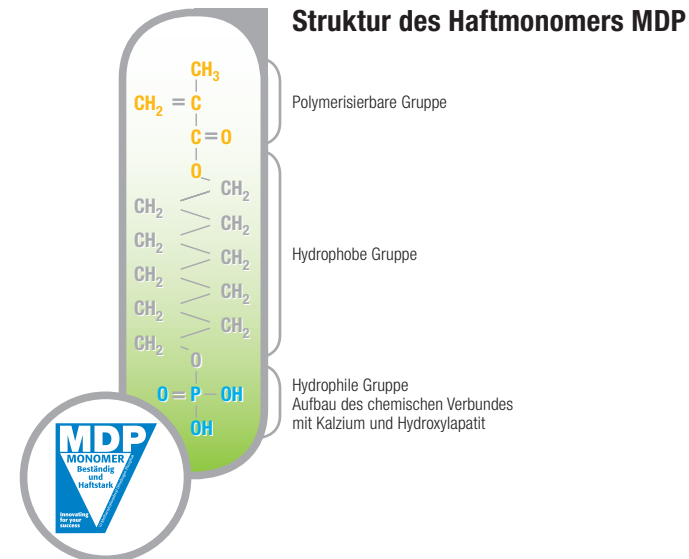 Struktur des Haftmonomers MDP
CH3
CH2 = C
C = O
O
CH2
CH2
CH2
CH2
CH2
CH2
CH2
CH2
CH2
CH2
O
O = P – OH
OH
Polymerisierbare Gruppe
Hydrophobe Gruppe
Hydrophile Gruppe
Aufbau des chemischen Verbundes
mit Kalzium und Hydroxylapatit
MDP
MONOMER
Beständig
und
Haftstark
Innovating
for your
success